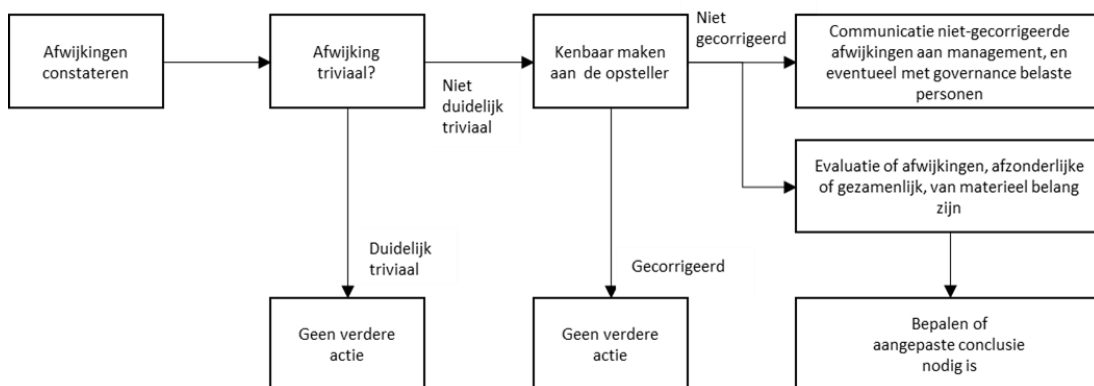 Afwijkingen
constateren
Afwijking
triviaal?
Niet
duidelijk
triviaal
Duidelijk
triviaal
Geen verdere
actie
Kenbaar maken
aan de opsteller
Niet
gecorrigeerd
Gecorrigeerd
Geen verdere
actie
Communicatie niet-gecorrigeerde
afwijkingen aan management, en
eventueel met governance belaste
personen
Evaluatie of afwijkingen, afzonderlijke
of gezamenlijk, van materieel belang
zijn
Bepalen of
aangepaste conclusie
nodig is